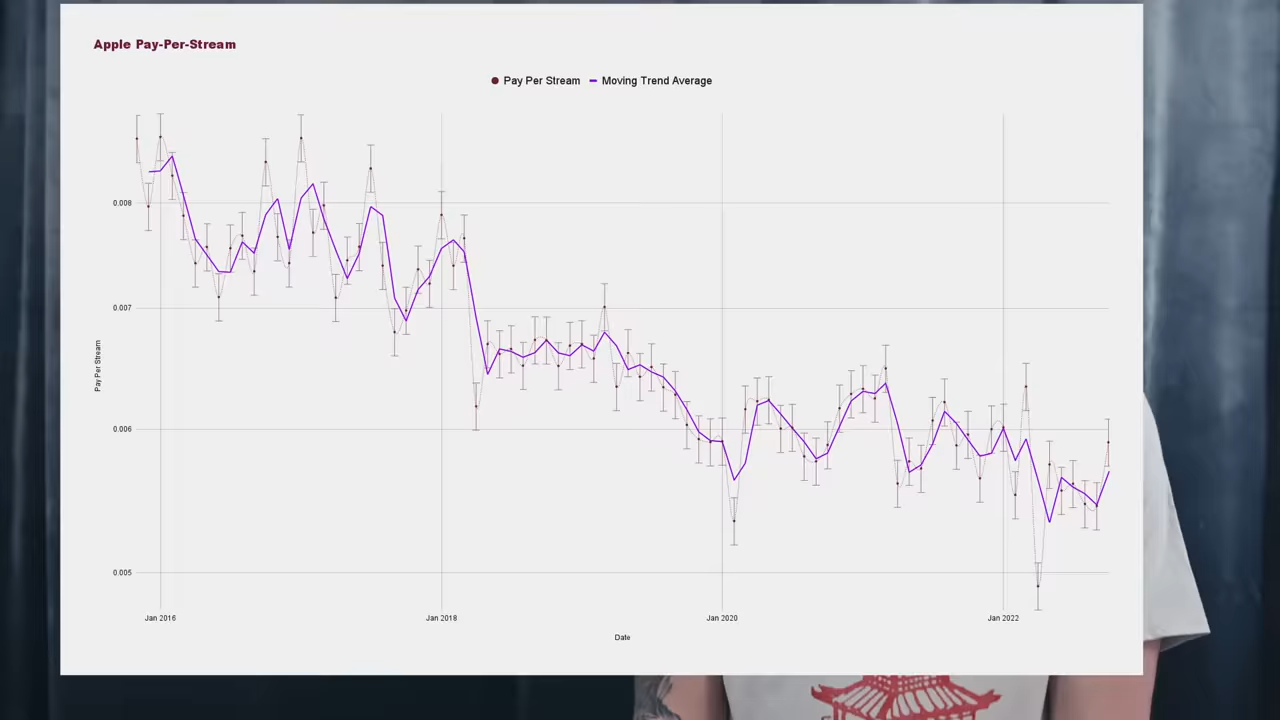 Apple Pay-Per-Stream
Pay Per Stream Moving Trend Average
0.008
0.007
0.006
0.005
Pay Per Stream
Jan 2016 Jan 2018 Jan 2020 Jan 2022
Date